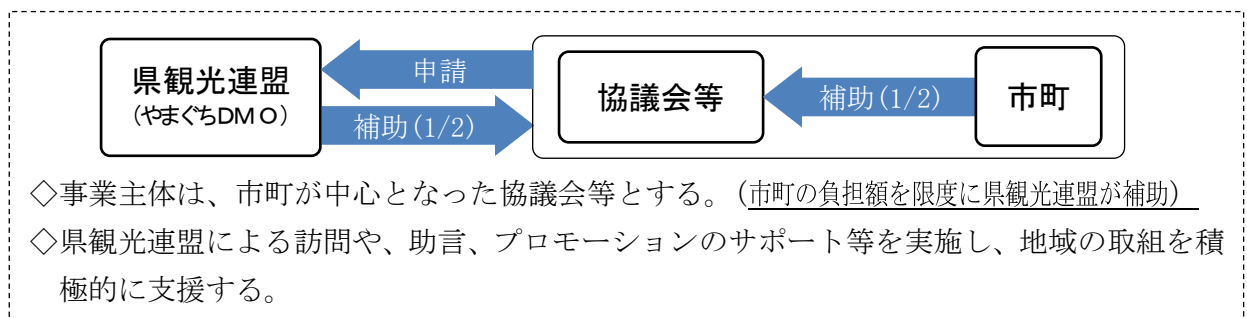 県観光連盟
(やまぐちDMO)
申請
補助(1/2)
協議会等
補助(1/2)
市町
◇事業主体は、市町が中心となった協議会等とする。(市町の負担額を限度に県観光連盟が補助)
◇県観光連盟による訪問や、助言、プロモーションのサポート等を実施し、地域の取組を積
極的に支援する。